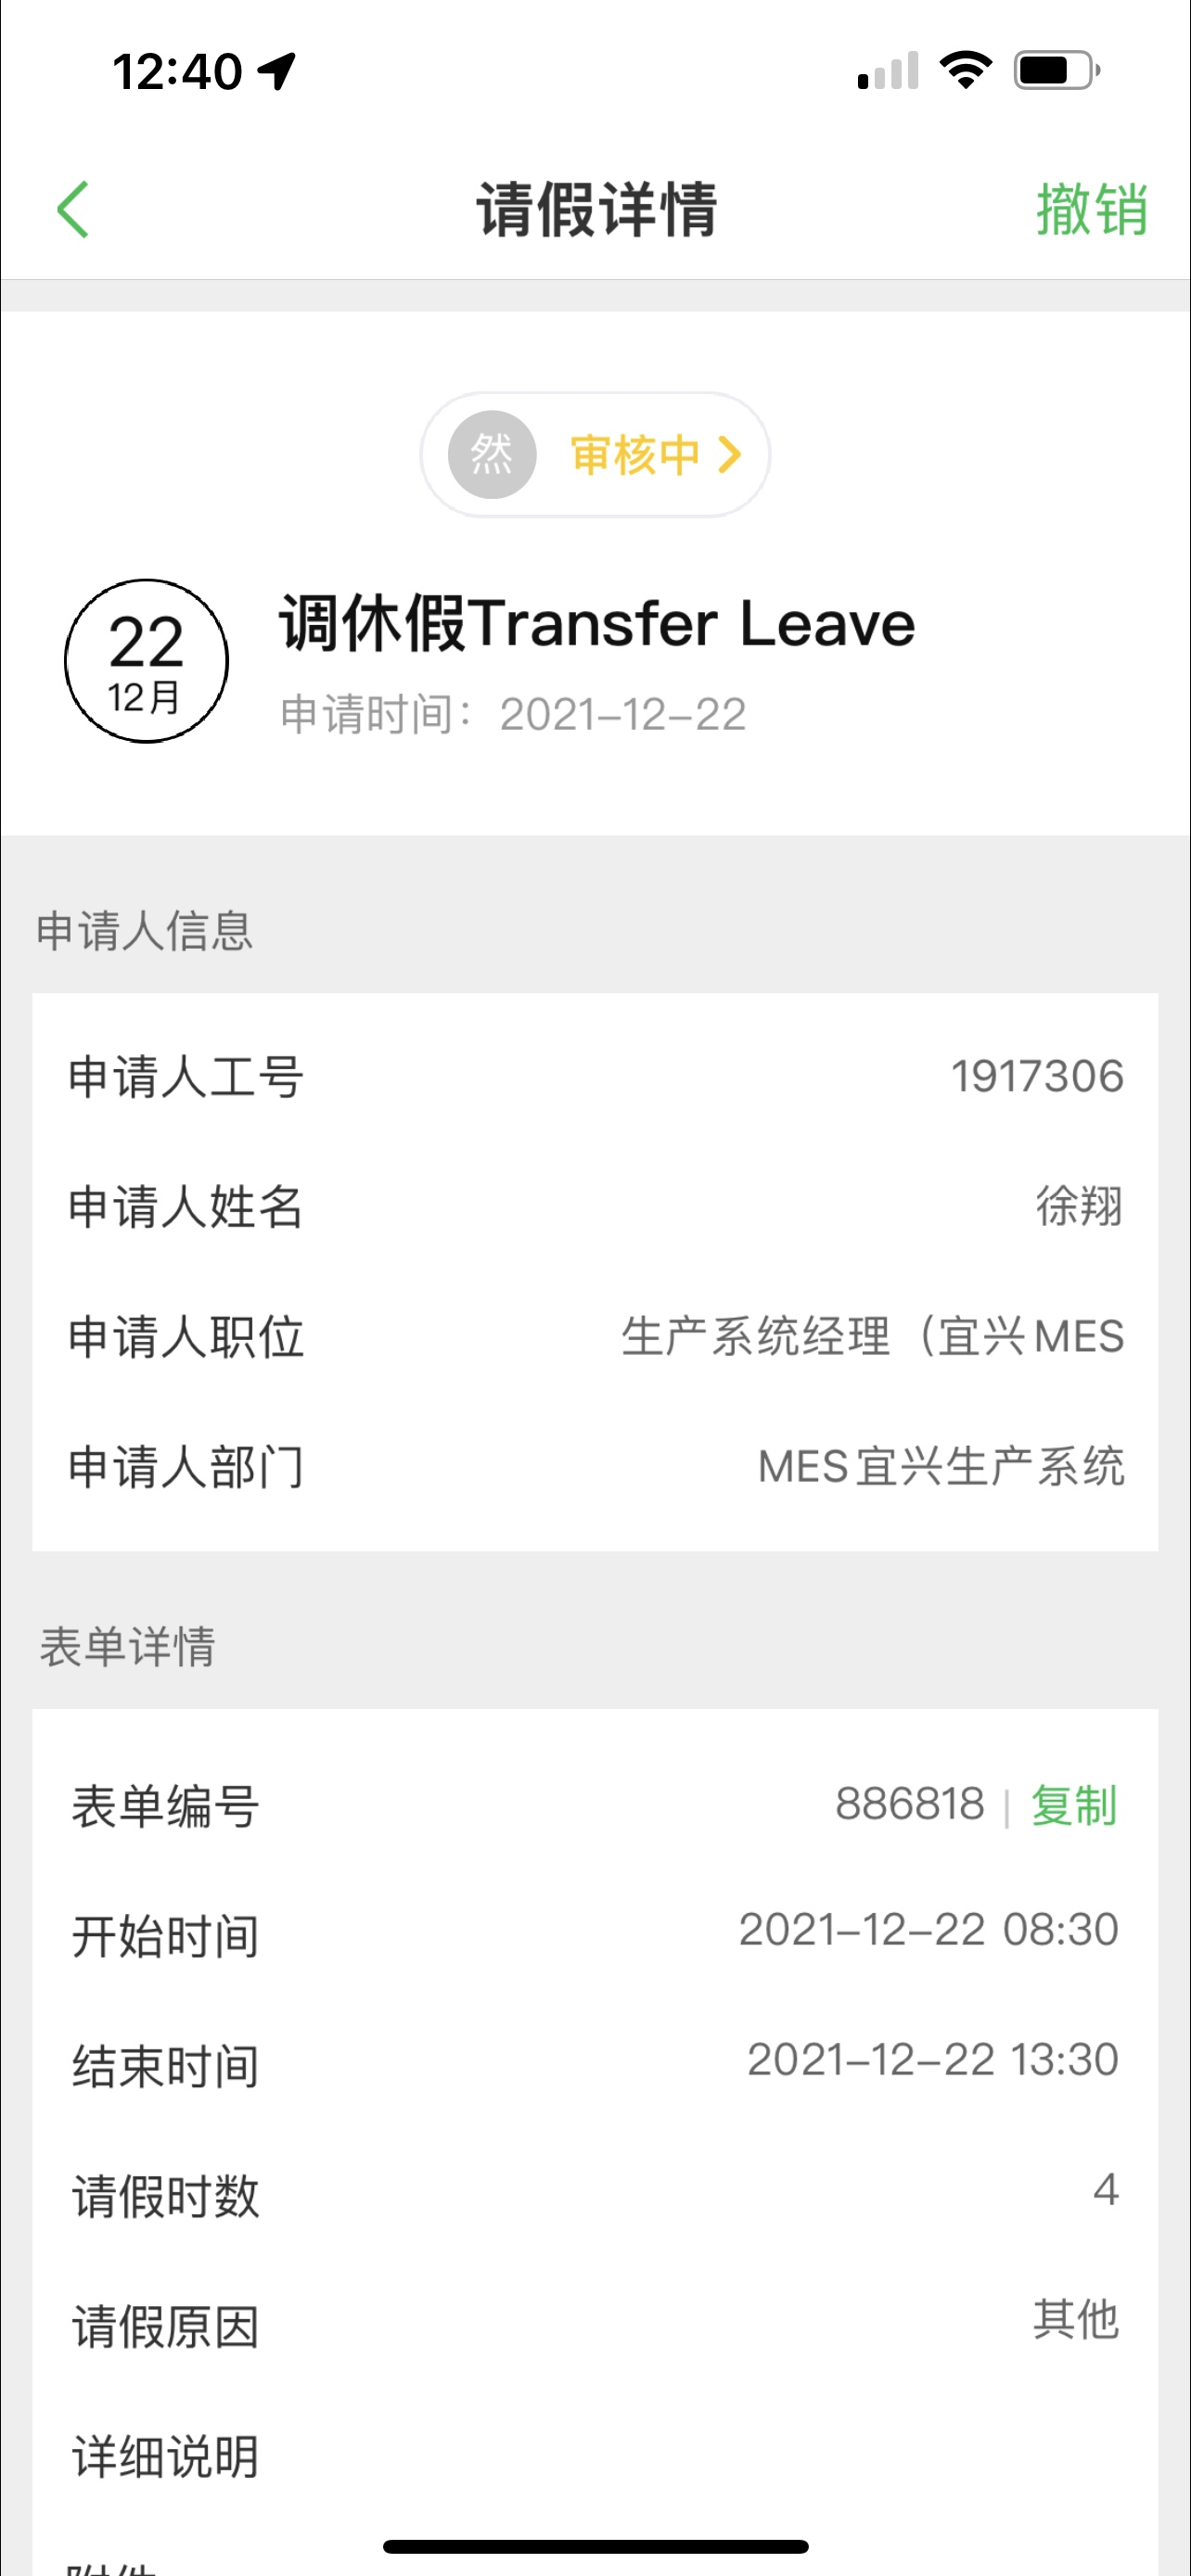 12:40
请假详情 撤销
然 审核中
22
12月
调休假Transfer Leave
申请时间：2021-12-22
申请人信息
申请人工号 1917306
申请人姓名 徐翔
申请人职位 生产系统经理（宜兴MES
申请人部门 MES宜兴生产系统
表单详情
表单编号 886818 | 复制
开始时间 2021-12-22 08:30
结束时间 2021-12-22 13:30
请假时数 4
请假原因 其他
详细说明
附件